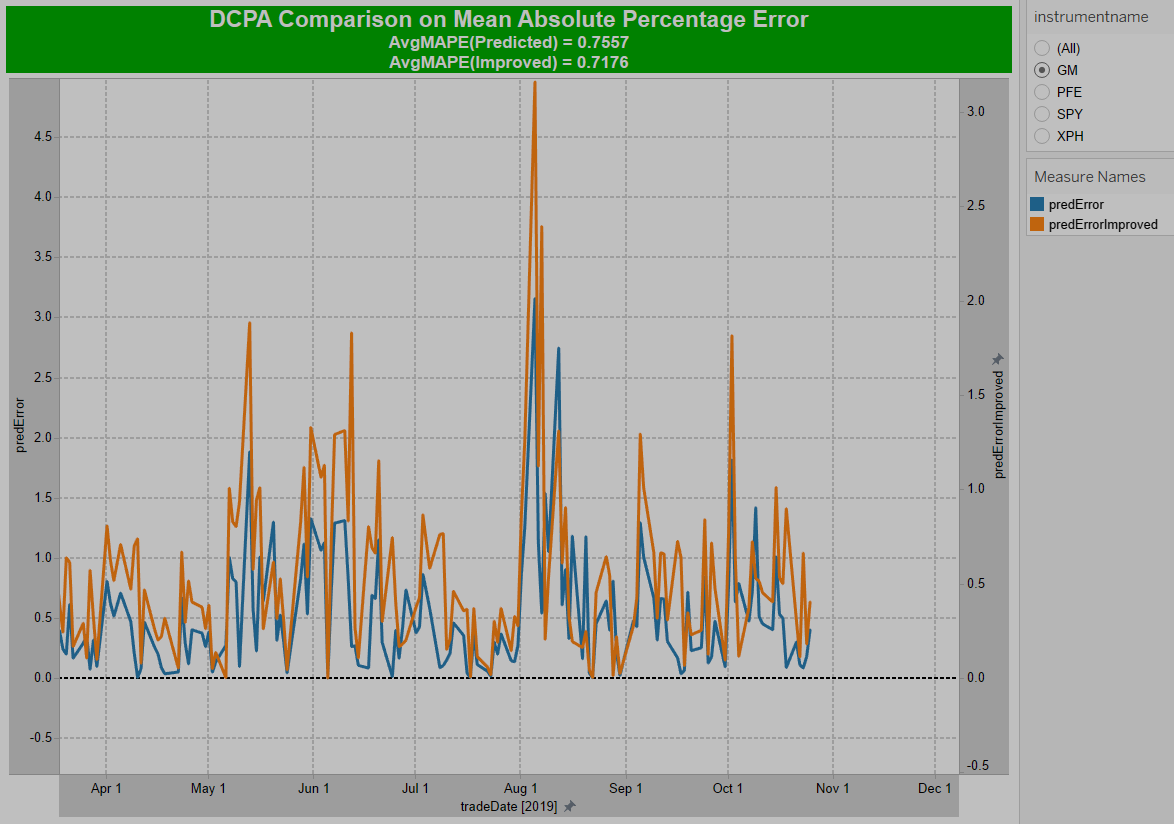 DCPA Comparison on Mean Absolute Percentage Error
AvgMAPE(Predicted) = 0.7557
AvgMAPE(Improved) = 0.7176
instrumentname
(All)
GM
PFE
SPY
XPH
Measure Names
predError
predErrorImproved
predError
4.5
4.0
3.5
3.0
2.5
2.0
1.5
1.0
0.5
0.0
-0.5
3.0
2.5
2.0
1.5
1.0
0.5
0.0
-0.5
predErrorImproved
Apr 1 May 1 Jun 1 Jul 1 Aug 1 Sep 1 Oct 1 Nov 1 Dec 1
tradeDate [2019]